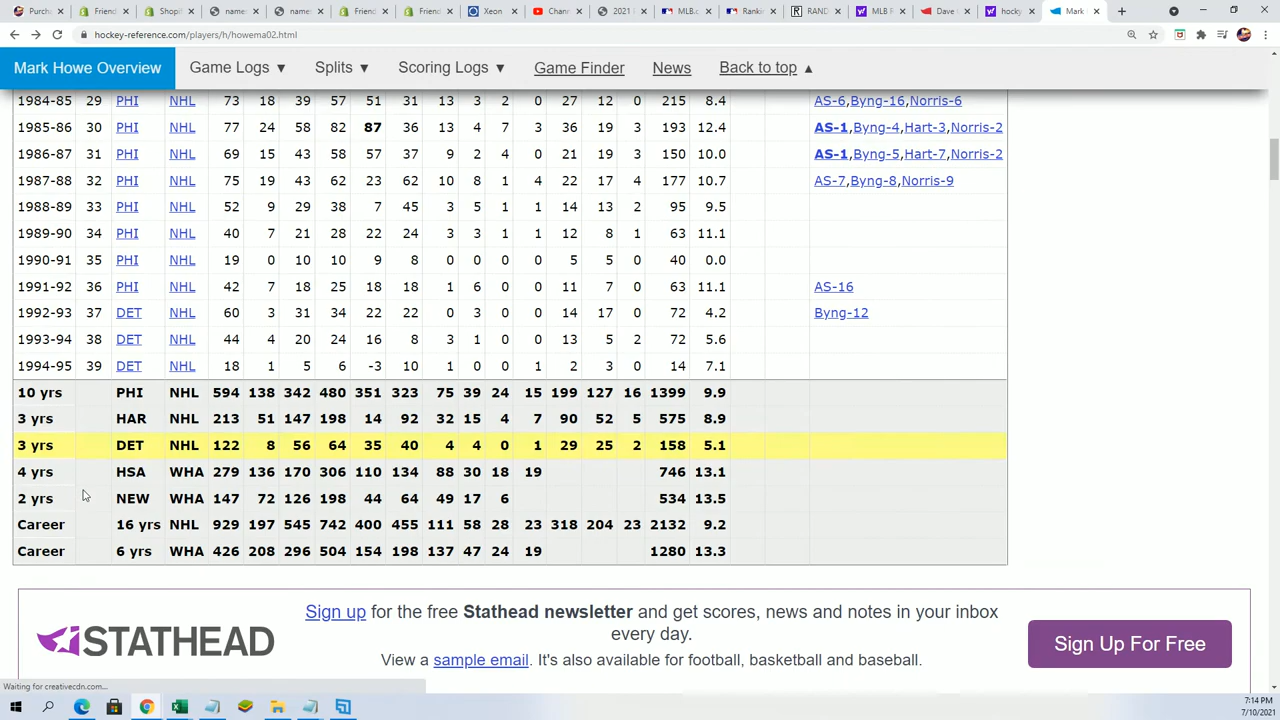 Purcha Friend ShopG name: name: Friend Friend Xeon Chann 2021 I MLB.c Rankin RAND MLB F Dave hocky Mark
hockey-reference.com/players/h/howema02.html
Mark Howe Overview Game Logs ▼ Splits ▼ Scoring Logs ▼ Game Finder News Back to top ▲
1984-85 29 PHI NHL 73 18 39 57 51 31 13 3 2 0 27 12 0 215 8.4 AS-6,Byng-16,Norris-6
1985-86 30 PHI NHL 77 24 58 82 87 36 13 4 7 3 36 19 3 193 12.4 AS-1,Byng-4,Hart-3,Norris-2
1986-87 31 PHI NHL 69 15 43 58 57 37 9 2 4 0 21 19 3 150 10.0 AS-1,Byng-5,Hart-7,Norris-2
1987-88 32 PHI NHL 75 19 43 62 23 62 10 8 1 4 22 17 4 177 10.7 AS-7,Byng-8,Norris-9
1988-89 33 PHI NHL 52 9 29 38 7 45 3 5 1 1 14 13 2 95 9.5
1989-90 34 PHI NHL 40 7 21 28 22 24 3 3 1 1 12 8 1 63 11.1
1990-91 35 PHI NHL 19 0 10 10 9 8 0 0 0 5 5 0 40 0.0
1991-92 36 PHI NHL 42 7 18 25 18 18 1 6 0 0 11 7 0 63 11.1 AS-16
1992-93 37 DET NHL 60 3 31 34 22 22 0 3 0 0 14 17 0 72 4.2 Byng-12
1993-94 38 DET NHL 44 4 20 24 16 8 3 1 0 0 13 5 2 72 5.6
1994-95 39 DET NHL 18 1 5 6 -3 10 1 0 0 1 2 3 0 14 7.1
10 yrs PHI NHL 594 138 342 480 351 323 75 39 24 15 199 127 16 1399 9.9
3 yrs HAR NHL 213 51 147 198 14 92 32 15 4 7 90 52 5 575 8.9
3 yrs DET NHL 122 8 56 64 35 40 4 4 0 1 29 25 2 158 5.1
4 yrs HSA WHA 279 136 170 306 110 134 88 30 18 19 746 13.1
2 yrs NEW WHA 147 72 126 198 44 64 49 17 6 534 13.5
Career 16 yrs NHL 929 197 545 742 400 455 111 58 28 23 318 204 23 2132 9.2
Career 6 yrs WHA 426 208 296 504 154 198 137 47 24 19 1280 13.3
Sign up for the free Stathead newsletter and get scores, news and notes in your inbox
every day.
STATHEAD
Sign Up For Free
View a sample email. It's also available for football, basketball and baseball.
Waiting for creativecdn.com...
7:14 PM
7/10/2021